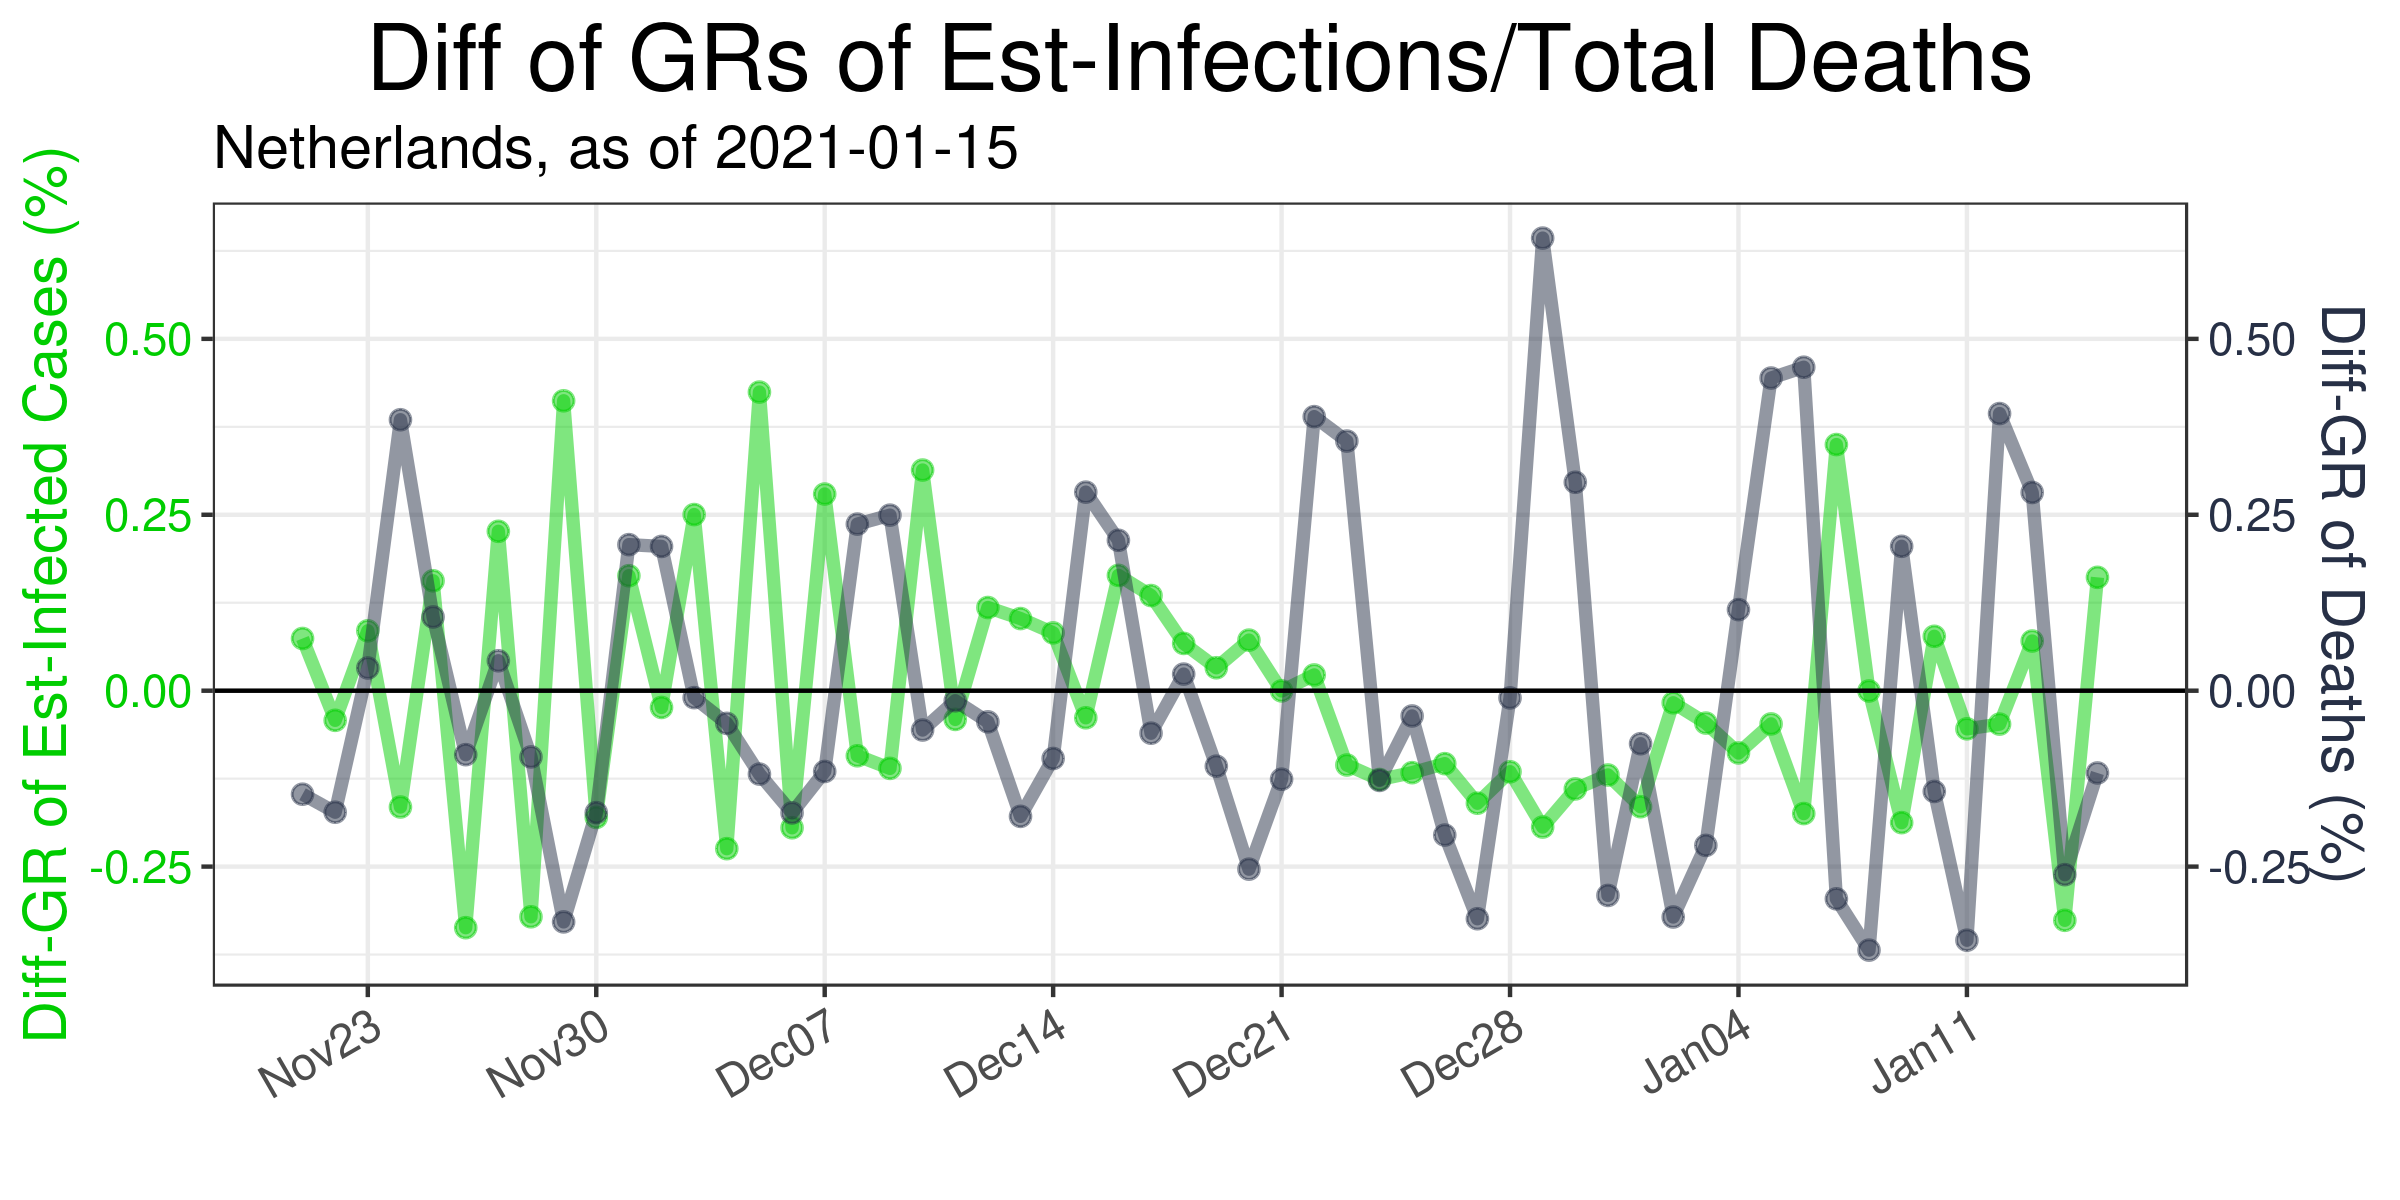 Diff of GRs of Est-Infections/Total Deaths
Netherlands, as of 2021-01-15
Diff-GR of Est-Infected Cases (%)
0.50
0.25
0.00
-0.25
0.50
0.25
0.00
-0.25
Diff-GR of Deaths (%)
Nov23
Nov30
Dec07
Dec14
Dec21
Dec28
Jan04
Jan11